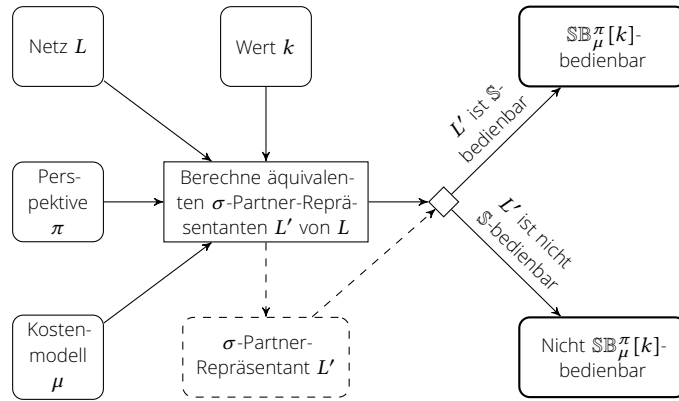 Netz L
Wert k
𝕊𝔹^π_μ[k]-
bedienbar
L′ ist 𝕊-
bedienbar
Pers-
pektive
π
Berechne äquivalen-
ten σ-Partner-Reprä-
sentanten L′ von L
L′ ist nicht
𝕊-bedienbar
Kosten-
modell
μ
σ-Partner-
Repräsentant L′
Nicht 𝕊𝔹^π_μ[k]-
bedienbar